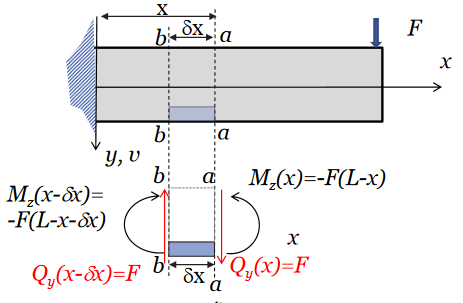 x
F
b δx a
x
b a
y, v
b a
M_z(x-δx)=
-F(L-x-δx)
M_z(x)=-F(L-x)
x
b
Q_y(x-δx)=F δx Q_y(x)=F
a